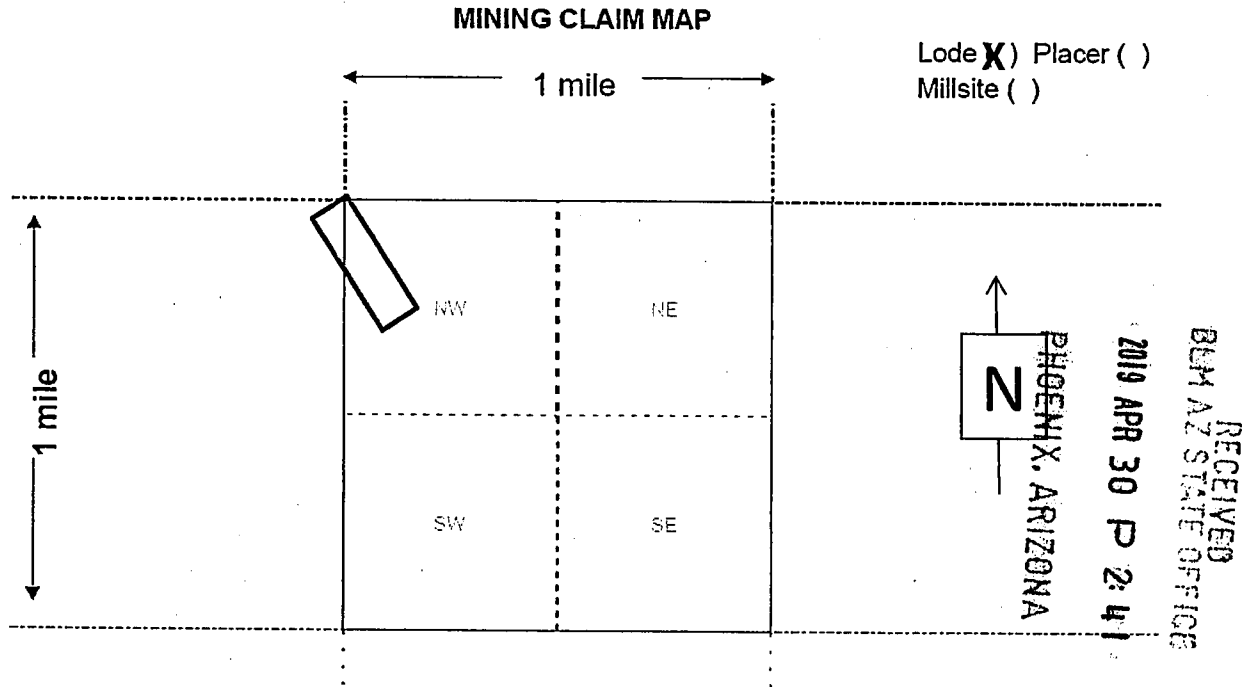 MINING CLAIM MAP
Lode (X) Placer ( )
Millsite ( )
1 mile
1 mile
NW
NE
SW
SE
N
RECEIVED
BLM AZ STATE OFFICE
2019 APR 30 P 2:41
PHOENIX, ARIZONA